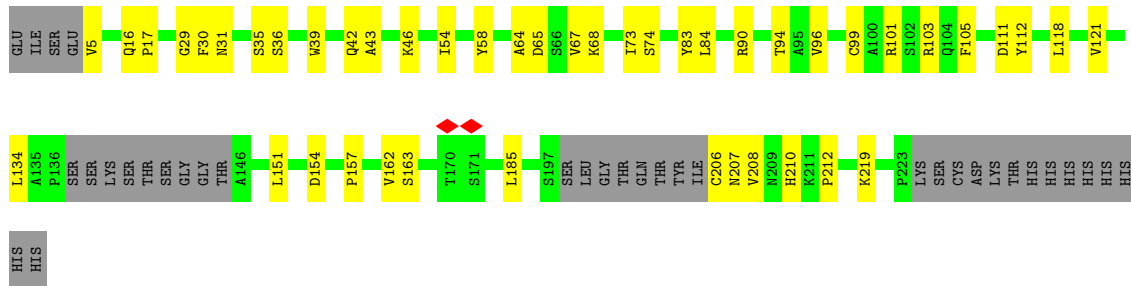 GLU ILE SER GLU V5 Q16 P17 G29 F30 N31 S35 S36 W39 Q42 A43 K46 I54 Y58 A64 D65 S66 V67 K68 I73 S74 Y83 L84 R90 T94 A95 V96 C99 A100 L101 S102 R103 Q104 F105 D111 Y112 L118 V121
L134 A135 P136 SER SER LYS SER THR SER GLY GLY THR A146 L151 D154 P157 V162 S163 T170 S171 L185 S197 SER LEU GLY THR GLN THR TYR ILE C206 N207 V208 N209 H210 K211 P212 K219 P223 LYS SER CYS ASP LYS THR HIS HIS HIS HIS HIS HIS
HIS HIS